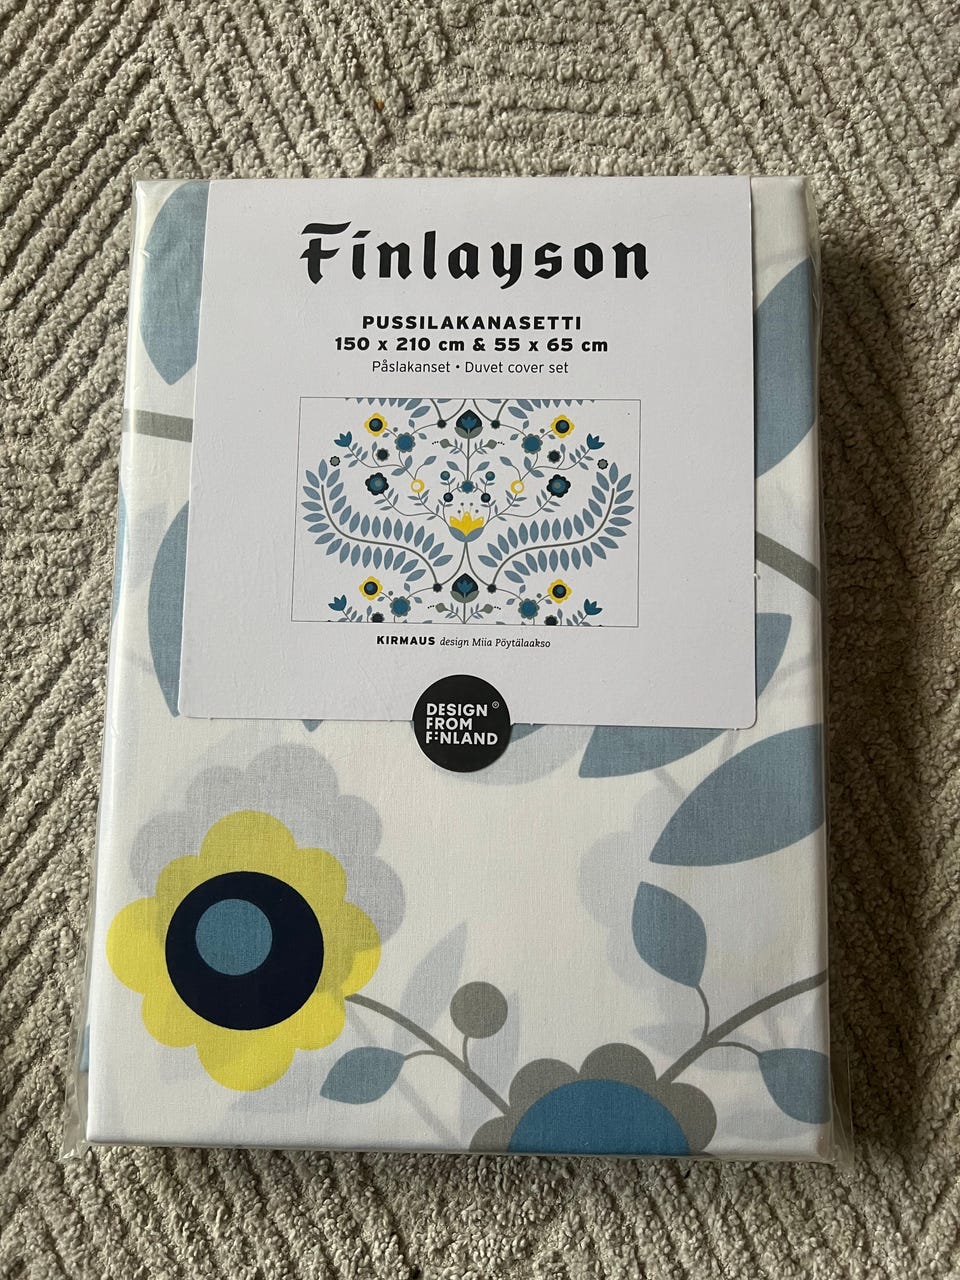 Finlayson
PUSSILAKANASETTI
150 x 210 cm & 55 x 65 cm
Påslakanset • Duvet cover set
KIRMAUS design Miia Pöytälaakso
DESIGN ®
FROM
FINLAND